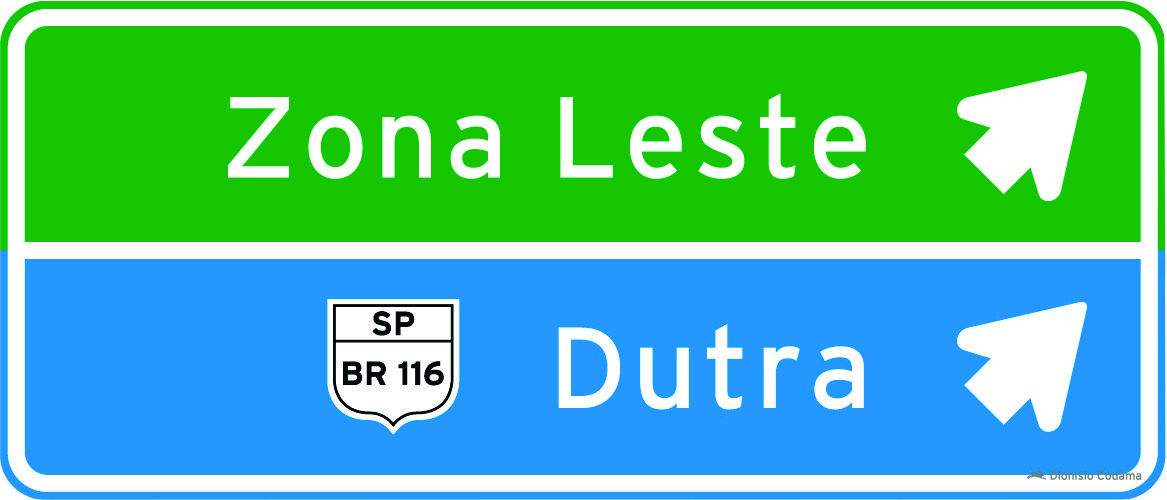 Zona Leste
SP
BR 116
Dutra
Dionisio Codama